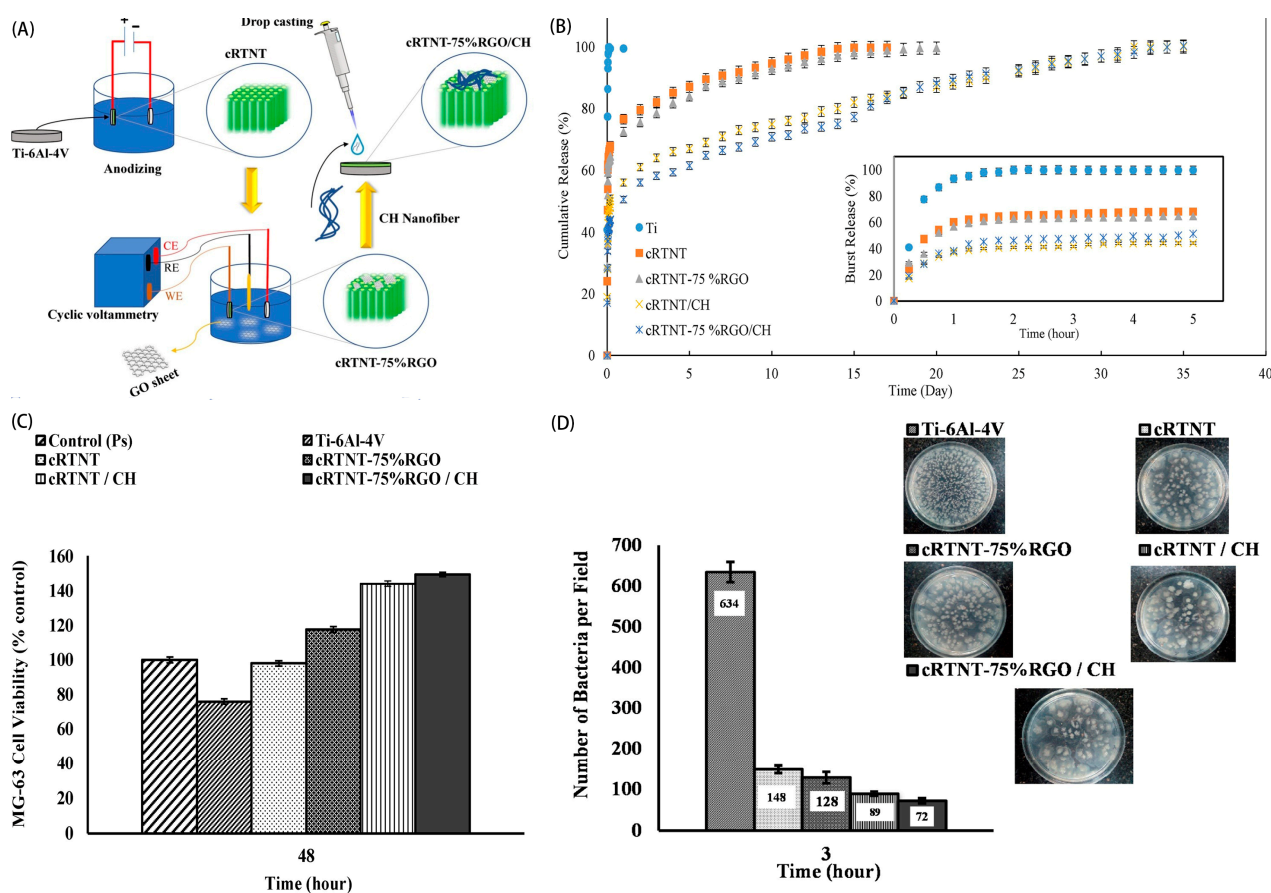 (A)
Drop casting
cRTNT
cRTNT-75%RGO/CH
Ti-6Al-4V
Anodizing
CH Nanofiber
CE
RE
WE
Cyclic voltammetry
cRTNT-75%RGO
GO sheet
(B)
Cumulative Release (%)
120
100
80
60
40
20
0
0 5 10 15 20 25 30 35 40
Time (Day)
Ti
cRTNT
cRTNT-75 %RGO
cRTNT/CH
cRTNT-75 %RGO/CH
Burst Release (%)
100
80
60
40
20
0
0 1 2 3 4 5
Time (hour)
(C)
Control (Ps)
Ti-6Al-4V
cRTNT
cRTNT-75%RGO
cRTNT / CH
cRTNT-75%RGO / CH
MG-63 Cell Viability (% control)
160
140
120
100
80
60
40
20
0
48
Time (hour)
(D)
Ti-6Al-4V
cRTNT
cRTNT-75%RGO
cRTNT / CH
cRTNT-75%RGO / CH
Number of Bacteria per Field
700
600
500
400
300
200
100
0
634
148
128
89
72
3
Time (hour)